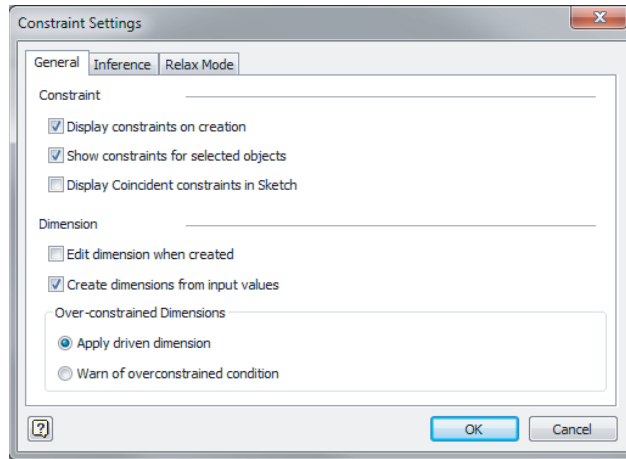 Constraint Settings
General Inference Relax Mode
Constraint
Display constraints on creation
Show constraints for selected objects
Display Coincident constraints in Sketch
Dimension
Edit dimension when created
Create dimensions from input values
Over-constrained Dimensions
Apply driven dimension
Warn of overconstrained condition
? OK Cancel